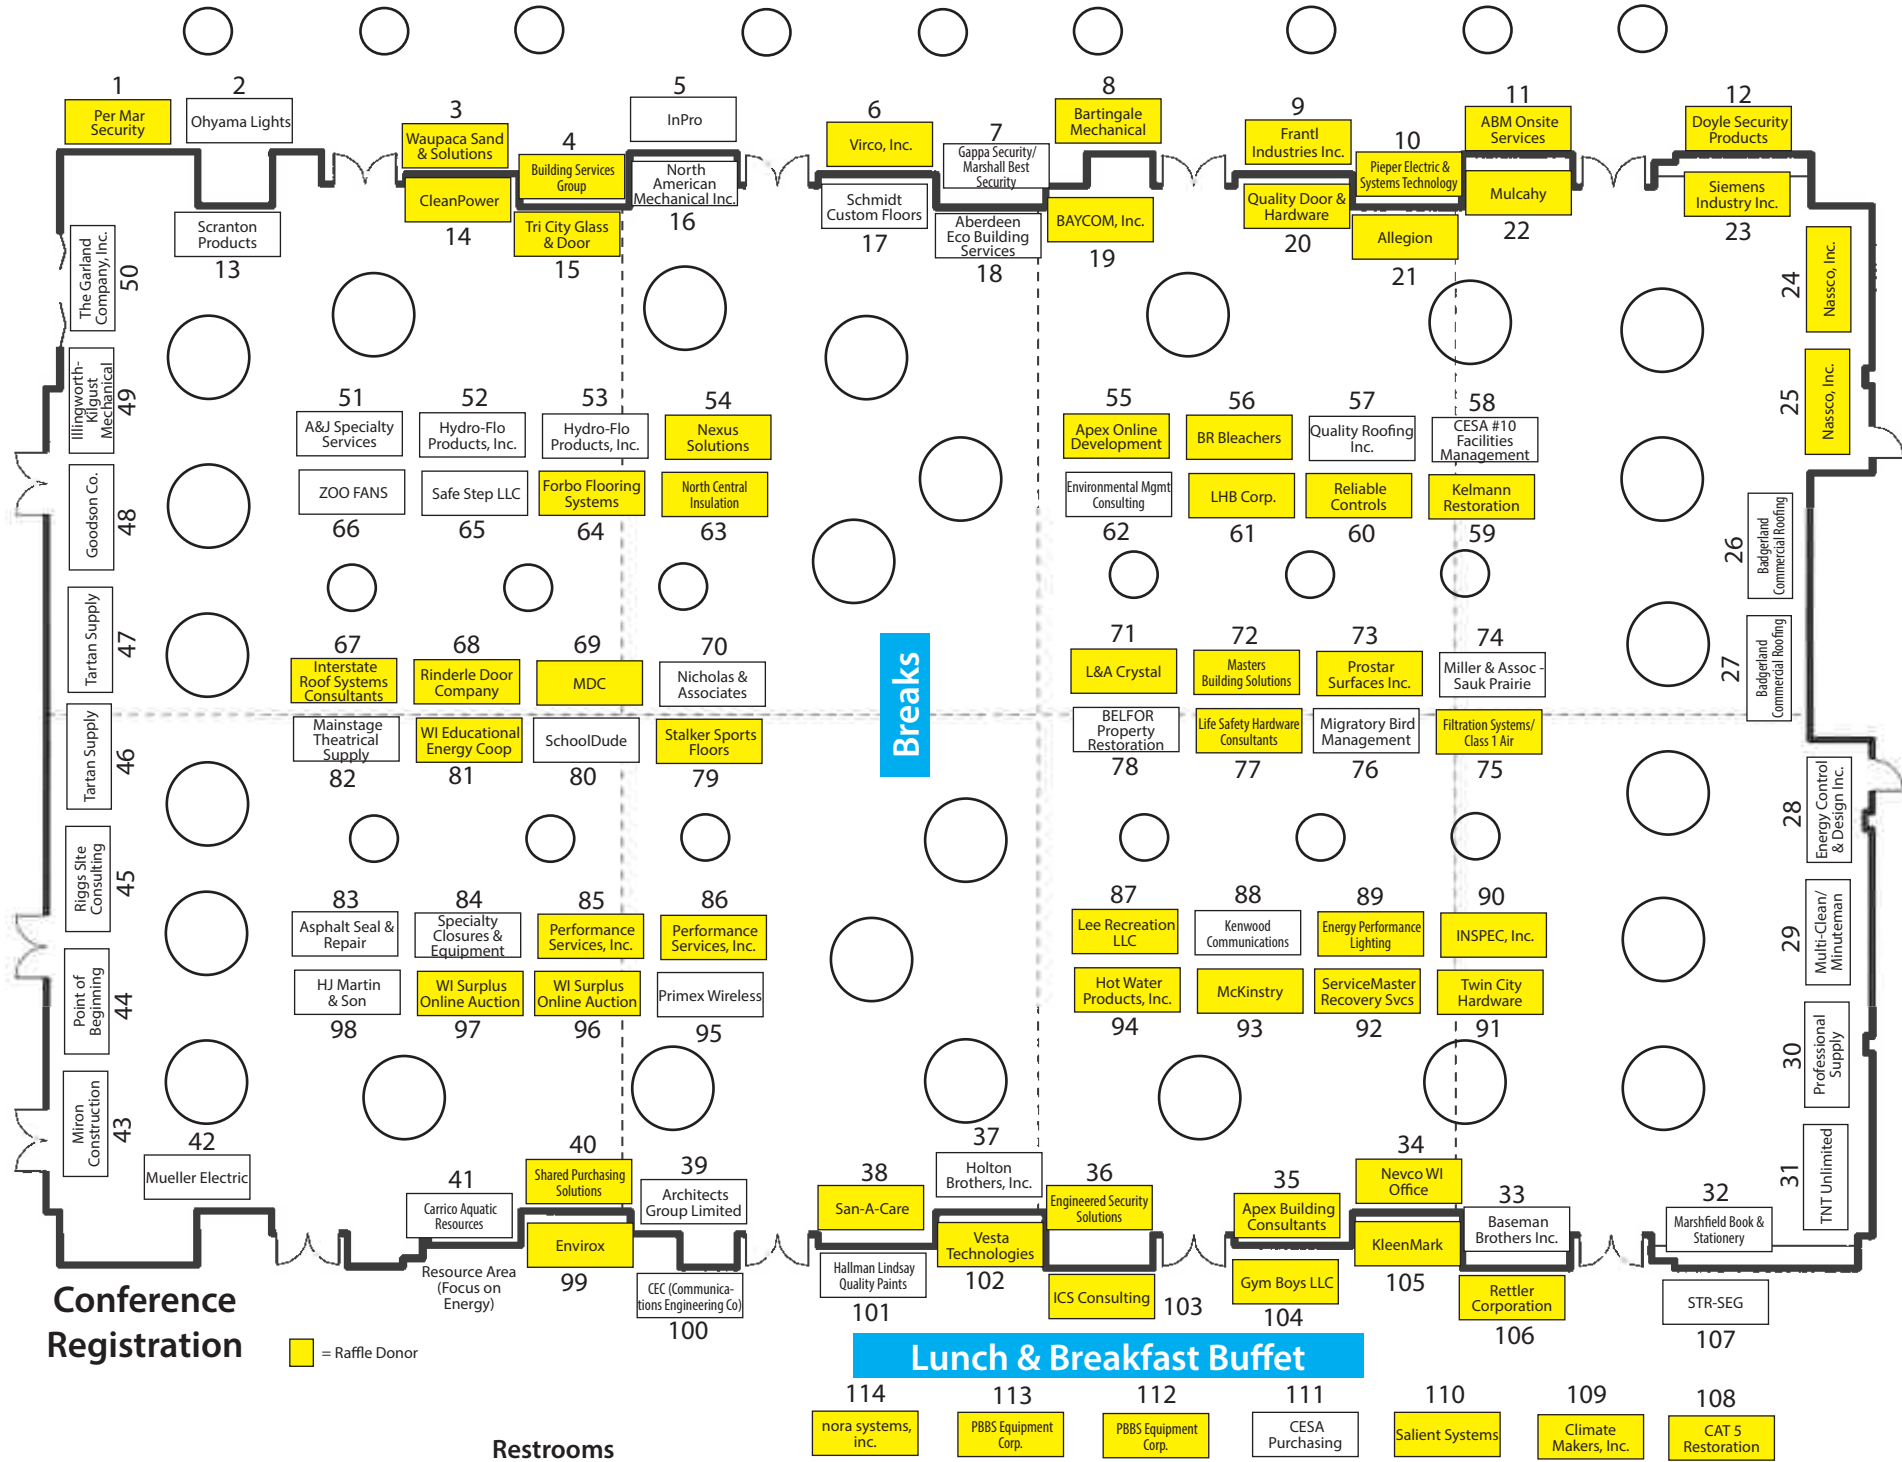 1
Per Mar
Security
2
Ohyama Lights
3
Waupaca Sand
& Solutions
4
Building Services
Group
5
InPro
6
Virco, Inc.
7
Gappa Security/
Marshall Best
Security
8
Bartingale
Mechanical
9
Frantl
Industries Inc.
10
Pieper Electric &
Systems Technology
11
ABM Onsite
Services
12
Doyle Security
Products
Scranton
Products
13
CleanPower
14
Tri City Glass
& Door
15
North
American
Mechanical Inc.
16
Schmidt
Custom Floors
17
Aberdeen
Eco Building
Services
18
BAYCOM, Inc.
19
Quality Door &
Hardware
20
Allegion
21
Mulcahy
22
Siemens
Industry Inc.
23
24
Nassco, Inc.
25
Nassco, Inc.
26
Badgerland
Commercial Roofing
27
Badgerland
Commercial Roofing
28
Energy Control
& Design Inc.
29
Multi-Clean/
Minuteman
30
Professional
Supply
31
TNT Unlimited
The Garland
Company, Inc.
50
Illingworth-
Kilgust
Mechanical
49
Goodson Co.
48
Tartan Supply
47
Tartan Supply
46
Riggs SIte
Consulting
45
Point of
Beginning
44
Miron
Construction
43
51
A&J Specialty
Services
52
Hydro-Flo
Products, Inc.
53
Hydro-Flo
Products, Inc.
54
Nexus
Solutions
55
Apex Online
Development
56
BR Bleachers
57
Quality Roofing
Inc.
58
CESA #10
Facilities
Management
ZOO FANS
66
Safe Step LLC
65
Forbo Flooring
Systems
64
North Central
Insulation
63
Environmental Mgmt
Consulting
62
LHB Corp.
61
Reliable
Controls
60
Kelmann
Restoration
59
67
Interstate
Roof Systems
Consultants
68
Rinderle Door
Company
69
MDC
70
Nicholas &
Associates
Breaks
71
L&A Crystal
72
Masters
Building Solutions
73
Prostar
Surfaces Inc.
74
Miller & Assoc -
Sauk Prairie
Mainstage
Theatrical
Supply
82
WI Educational
Energy Coop
81
SchoolDude
80
Stalker Sports
Floors
79
BELFOR
Property
Restoration
78
Life Safety Hardware
Consultants
77
Migratory Bird
Management
76
Filtration Systems/
Class 1 Air
75
83
Asphalt Seal &
Repair
84
Specialty
Closures &
Equipment
85
Performance
Services, Inc.
86
Performance
Services, Inc.
87
Lee Recreation
LLC
88
Kenwood
Communications
89
Energy Performance
Lighting
90
INSPEC, Inc.
HJ Martin
& Son
98
WI Surplus
Online Auction
97
WI Surplus
Online Auction
96
Primex Wireless
95
Hot Water
Products, Inc.
94
McKinstry
93
ServiceMaster
Recovery Svcs
92
Twin City
Hardware
91
42
Mueller Electric
41
Carrico Aquatic
Resources
40
Shared Purchasing
Solutions
39
Architects
Group Limited
38
San-A-Care
37
Holton
Brothers, Inc.
36
Engineered Security
Solutions
35
Apex Building
Consultants
34
Nevco WI
Office
33
Baseman
Brothers Inc.
32
Marshfield Book &
Stationery
Resource Area
(Focus on
Energy)
Envirox
99
CEC (Communica-
tions Engineering Co)
100
Hallman Lindsay
Quality Paints
101
Vesta
Technologies
102
ICS Consulting
103
Gym Boys LLC
104
KleenMark
105
Rettler
Corporation
106
STR-SEG
107
Conference
Registration
= Raffle Donor
Lunch & Breakfast Buffet
114
nora systems,
inc.
113
PBBS Equipment
Corp.
112
PBBS Equipment
Corp.
111
CESA
Purchasing
110
Salient Systems
109
Climate
Makers, Inc.
108
CAT 5
Restoration
Restrooms